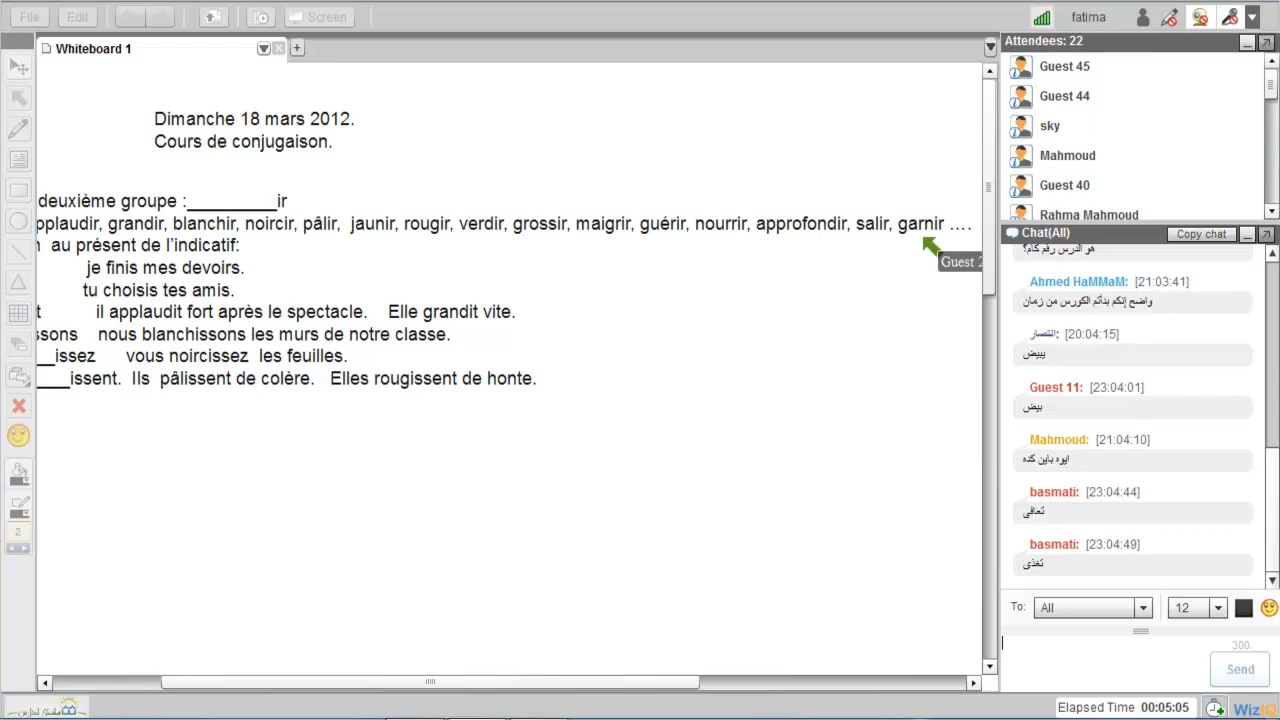 File Edit Screen fatima
Whiteboard 1
Dimanche 18 mars 2012.
Cours de conjugaison.
deuxième groupe :__________ir
pplaudir, grandir, blanchir, noircir, pâlir, jaunir, rougir, verdir, grossir, maigrir, guérir, nourrir, approfondir, salir, garnir ....
n au présent de l'indicatif:
je finis mes devoirs.
tu choisis tes amis.
t il applaudit fort après le spectacle. Elle grandit vite.
ssons nous blanchissons les murs de notre classe.
__issez vous noircissez les feuilles.
____issent. Ils pâlissent de colère. Elles rougissent de honte.
Guest 2
2
Attendees: 22
Guest 45
Guest 44
sky
Mahmoud
Guest 40
Rahma Mahmoud
Chat(All) Copy chat
هو الدرس رقم كام؟
Ahmed HaMMaM: [21:03:41]
واضح إنكم بدأتم الكورس من زمان
انتصار: [20:04:15]
يبيض
Guest 11: [23:04:01]
بيض
Mahmoud: [21:04:10]
ايوه باين كده
basmati: [23:04:44]
تعافى
basmati: [23:04:49]
تغذى
To: All 12
300
Send
Elapsed Time 00:05:05 WizIQ